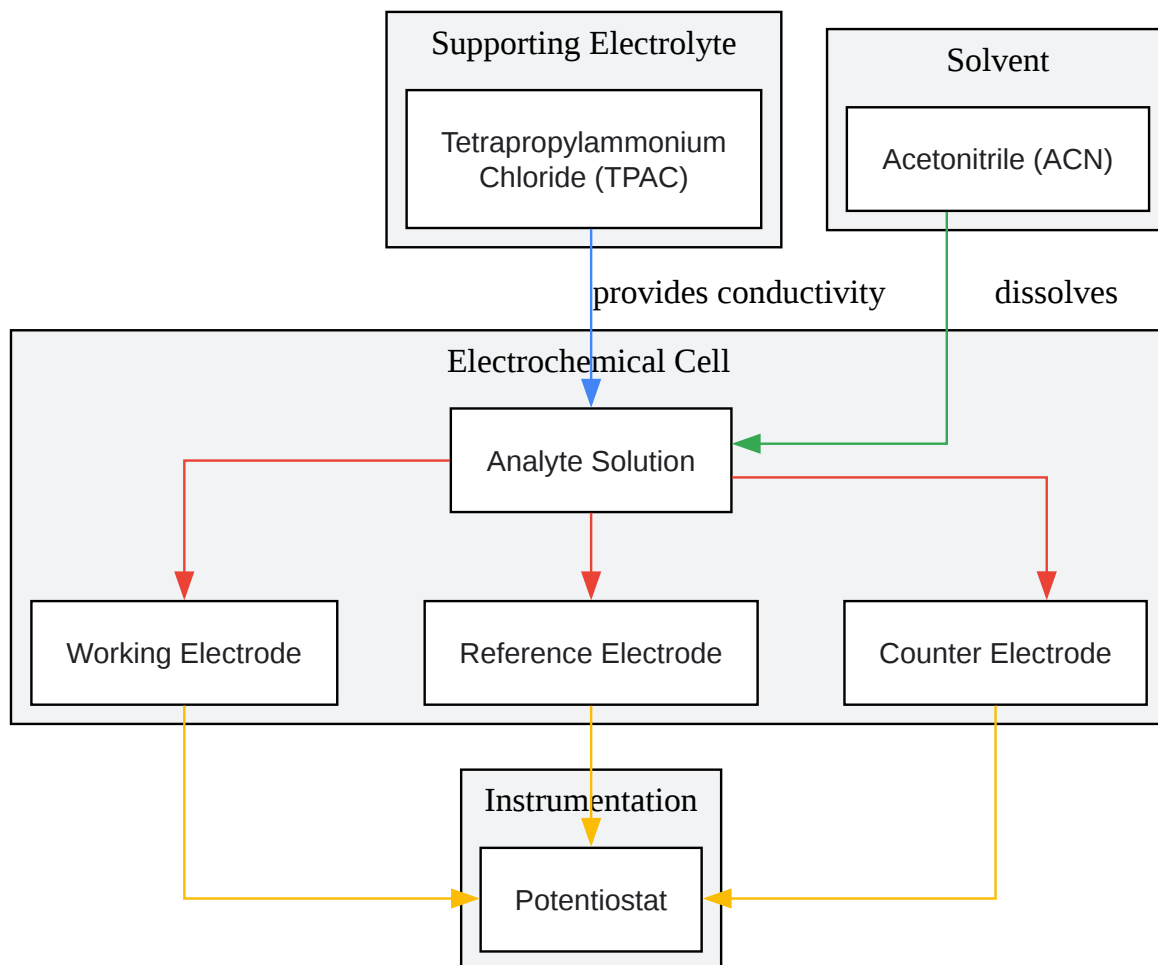 Supporting Electrolyte
Solvent
Tetrapropylammonium
Chloride (TPAC)
Acetonitrile (ACN)
provides conductivity
dissolves
Electrochemical Cell
Analyte Solution
Working Electrode
Reference Electrode
Counter Electrode
Instrumentation
Potentiostat